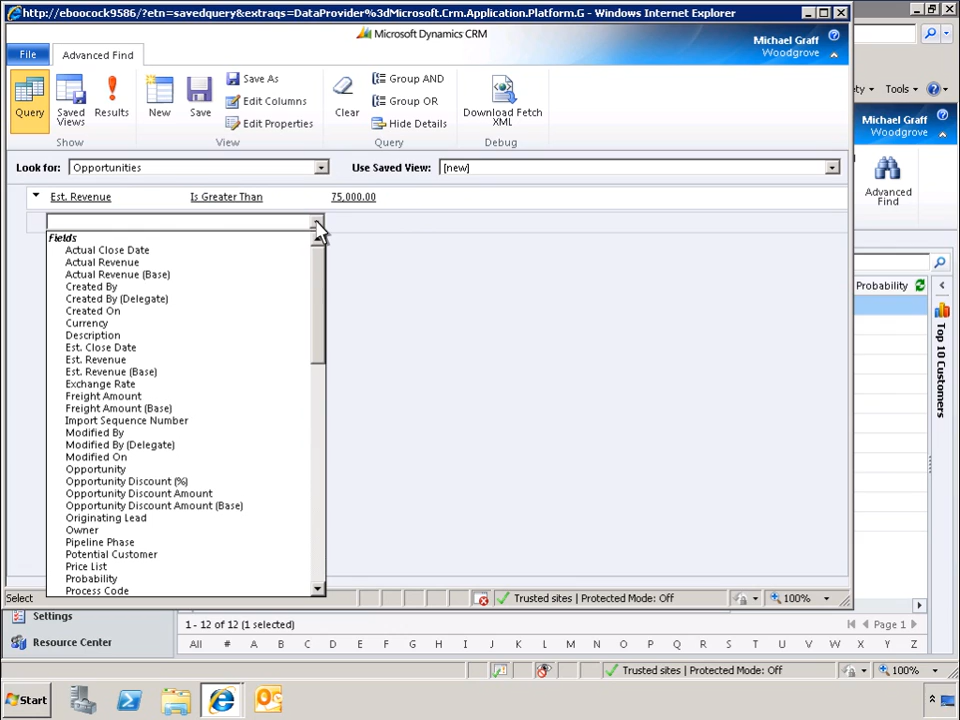 http://eboocock9586/?etn=savedquery&extraqs=DataProvider%3dMicrosoft.Crm.Application.Platform.G - Windows Internet Explorer
Microsoft Dynamics CRM
File
Advanced Find
Michael Graff
Woodgrove
Query
Saved Views
Results
Show
New
Save
Save As
Edit Columns
Edit Properties
View
Clear
Group AND
Group OR
Hide Details
Query
Download Fetch XML
Debug
Look for:
Opportunities
Use Saved View:
[new]
Est. Revenue
Is Greater Than
75,000.00
Fields
Actual Close Date
Actual Revenue
Actual Revenue (Base)
Created By
Created By (Delegate)
Created On
Currency
Description
Est. Close Date
Est. Revenue
Est. Revenue (Base)
Exchange Rate
Freight Amount
Freight Amount (Base)
Import Sequence Number
Modified By
Modified By (Delegate)
Modified On
Opportunity
Opportunity Discount (%)
Opportunity Discount Amount
Opportunity Discount Amount (Base)
Originating Lead
Owner
Pipeline Phase
Potential Customer
Price List
Probability
Process Code
Select
Trusted sites | Protected Mode: Off
100%
Tools
Michael Graff
Woodgrove
Advanced Find
Probability
Top 10 Customers
Settings
Resource Center
1 - 12 of 12 (1 selected)
Page 1
All # A B C D E F G H I J K L M N O P Q R S T U V W X Y Z
Trusted sites | Protected Mode: Off
100%
Start